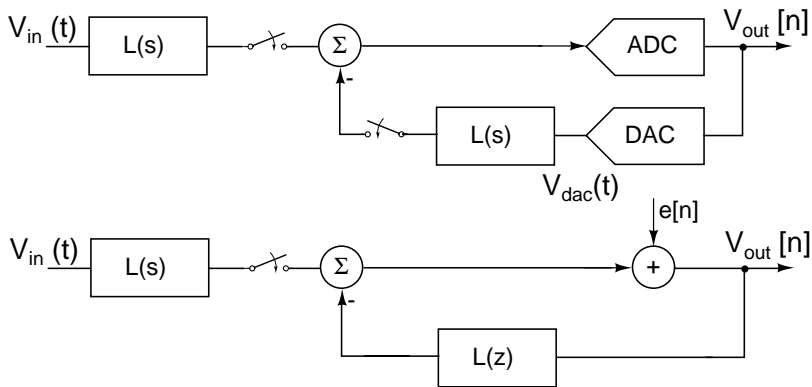 V_in (t)
L(s)
Σ
ADC
V_out [n]
-
L(s)
DAC
V_dac(t)
e[n]
V_in (t)
L(s)
Σ
+
V_out [n]
-
L(z)